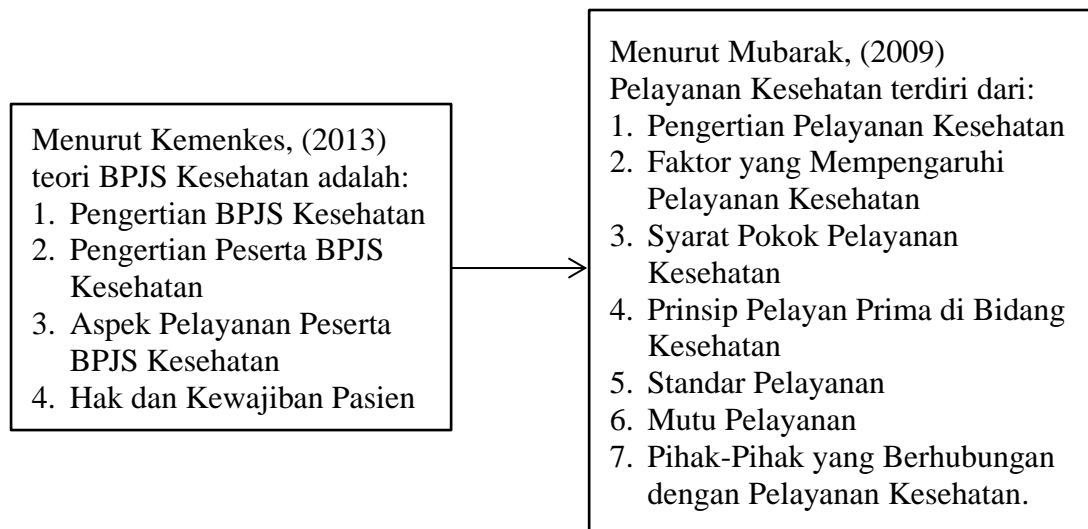 Menurut Kemenkes, (2013)
teori BPJS Kesehatan adalah:
1. Pengertian BPJS Kesehatan
2. Pengertian Peserta BPJS
Kesehatan
3. Aspek Pelayanan Peserta
BPJS Kesehatan
4. Hak dan Kewajiban Pasien
Menurut Mubarak, (2009)
Pelayanan Kesehatan terdiri dari:
1. Pengertian Pelayanan Kesehatan
2. Faktor yang Mempengaruhi
Pelayanan Kesehatan
3. Syarat Pokok Pelayanan
Kesehatan
4. Prinsip Pelayan Prima di Bidang
Kesehatan
5. Standar Pelayanan
6. Mutu Pelayanan
7. Pihak-Pihak yang Berhubungan
dengan Pelayanan Kesehatan.